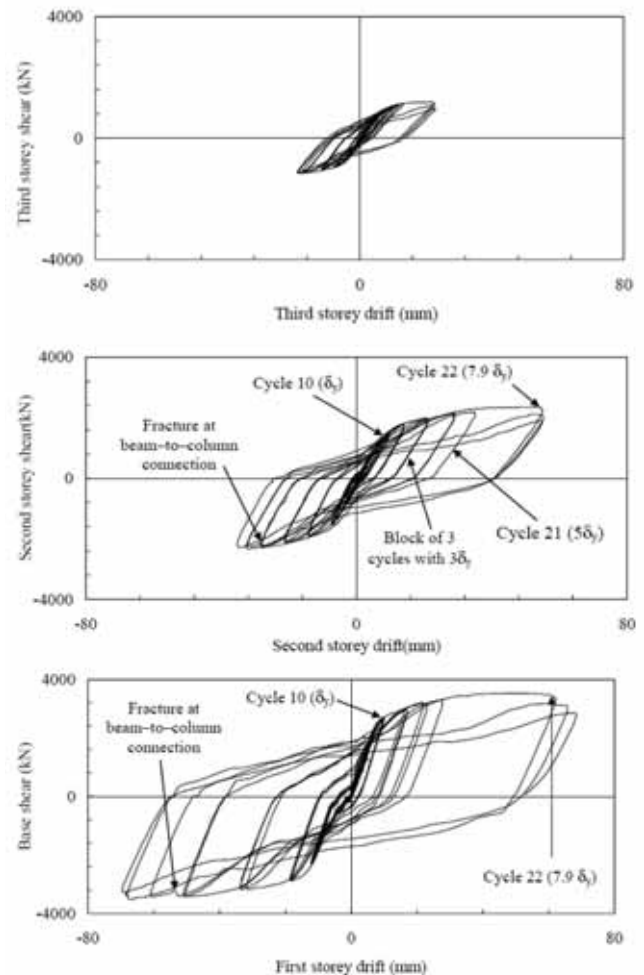 4000
Third storey shear (kN)
0
-4000
-80
0
80
Third storey drift (mm)
4000
Cycle 10 (δy)
Cycle 22 (7.9 δy)
Fracture at
beam-to-column
connection
Second storey shear(kN)
0
Block of 3
cycles with 3δy
Cycle 21 (5δy)
-4000
-80
0
80
Second storey drift(mm)
4000
Fracture at
beam-to-column
connection
Cycle 10 (δy)
Base shear (kN)
0
Cycle 22 (7.9 δy)
-4000
-80
0
80
First storey drift (mm)